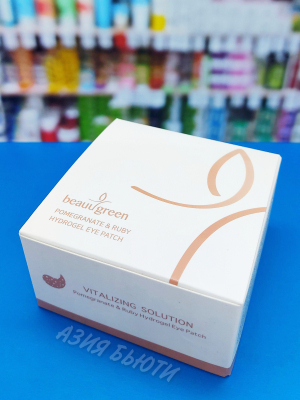 beauugreen
POMEGRANATE & RUBY
HYDROGEL EYE PATCH
VITALIZING SOLUTION
Pomegranate & Ruby Hydrogel Eye Patch
АЗИЯ БЬЮТИ